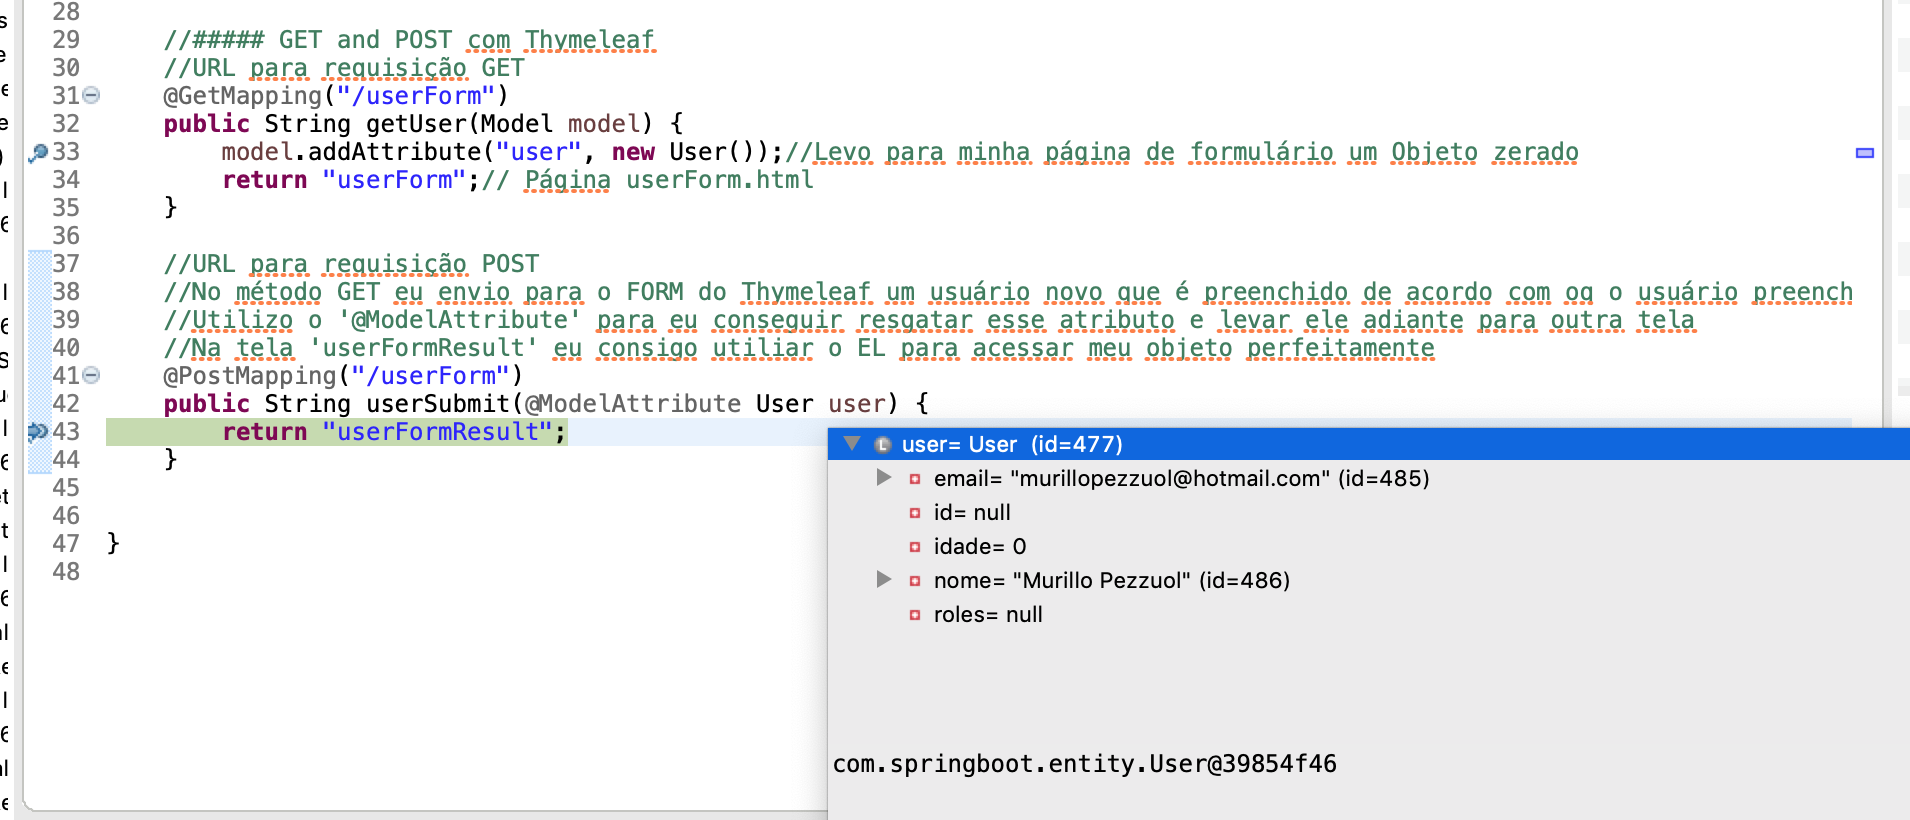 28
29 //##### GET and POST com Thymeleaf
30 //URL para requisição GET
31 @GetMapping("/userForm")
32 public String getUser(Model model) {
33 model.addAttribute("user", new User());//Levo para minha página de formulário um Objeto zerado
34 return "userForm";// Página userForm.html
35 }
36
37 //URL para requisição POST
38 //No método GET eu envio para o FORM do Thymeleaf um usuário novo que é preenchido de acordo com oq o usuário preench
39 //Utilizo o '@ModelAttribute' para eu conseguir resgatar esse atributo e levar ele adiante para outra tela
40 //Na tela 'userFormResult' eu consigo utiliar o EL para acessar meu objeto perfeitamente
41 @PostMapping("/userForm")
42 public String userSubmit(@ModelAttribute User user) {
43 return "userFormResult";
44 }
45
46
47 }
48
user= User (id=477)
email= "murillopezzuol@hotmail.com" (id=485)
id= null
idade= 0
nome= "Murillo Pezzuol" (id=486)
roles= null
com.springboot.entity.User@39854f46